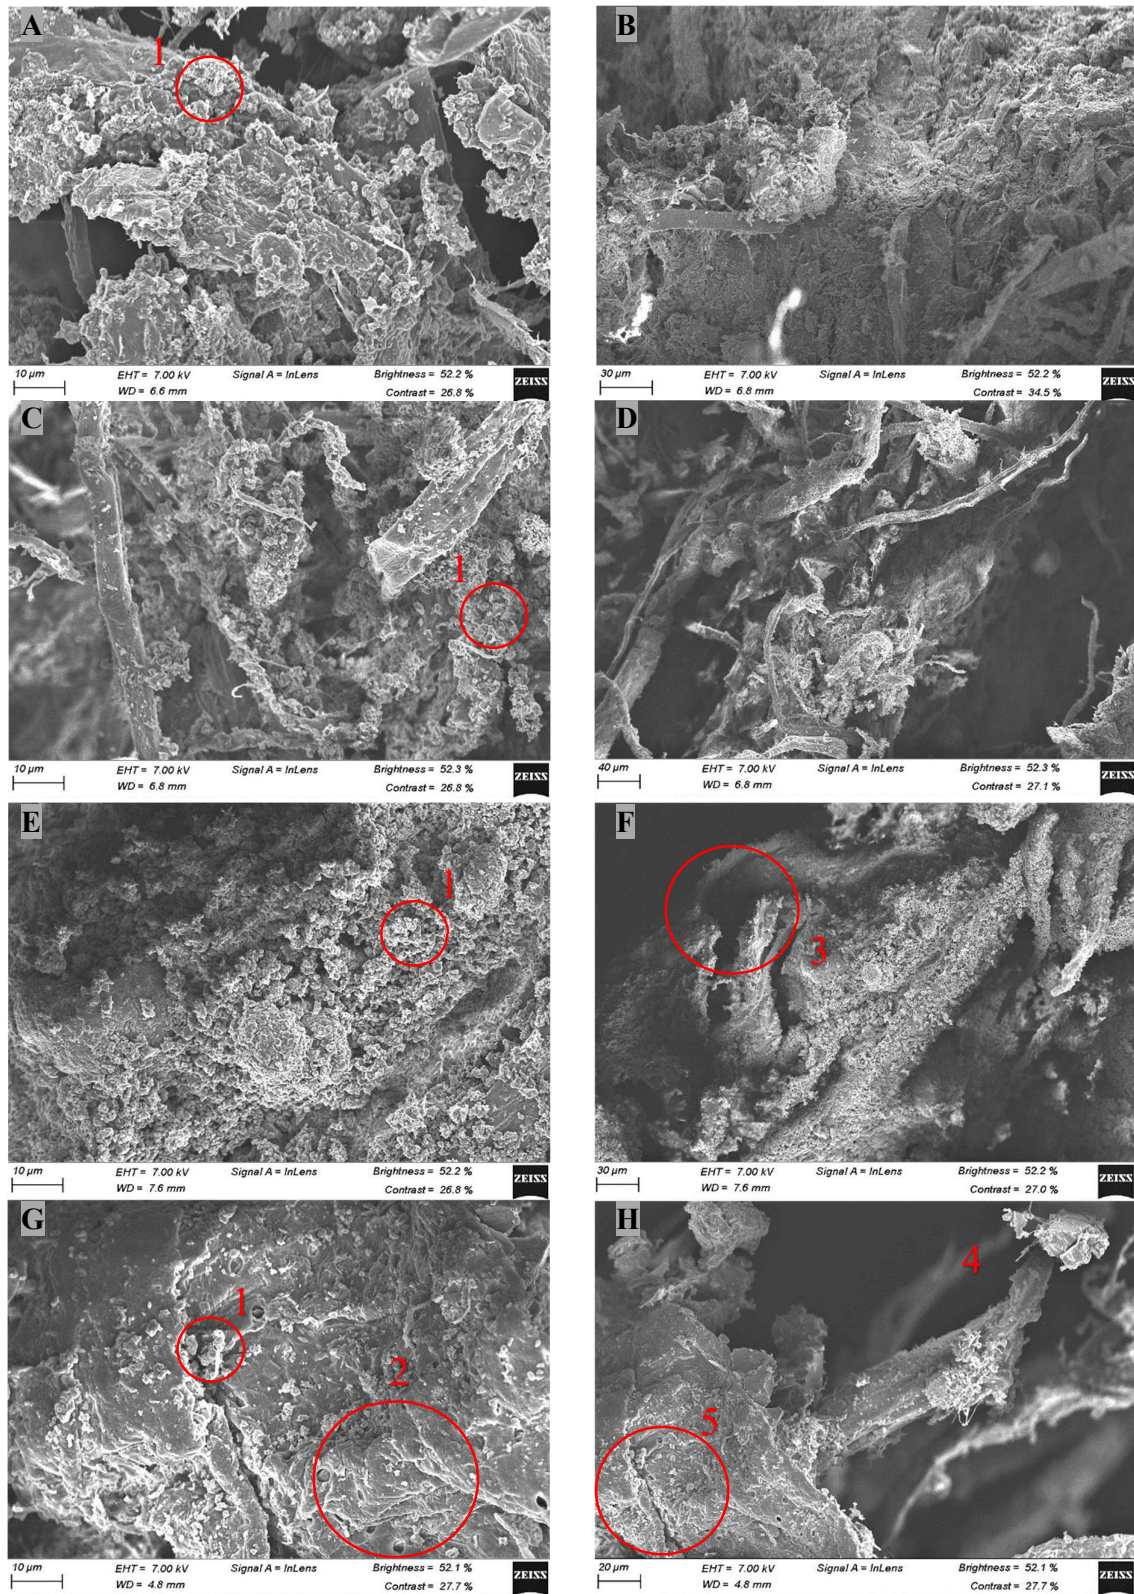 A
1
10 µm
EHT = 7.00 kV
WD = 6.6 mm
Signal A = InLens
Brightness = 52.2 %
Contrast = 26.8 %
ZEISS
B
30 µm
EHT = 7.00 kV
WD = 6.8 mm
Signal A = InLens
Brightness = 52.2 %
Contrast = 34.5 %
ZEISS
C
1
10 µm
EHT = 7.00 kV
WD = 6.8 mm
Signal A = InLens
Brightness = 52.3 %
Contrast = 26.8 %
ZEISS
D
40 µm
EHT = 7.00 kV
WD = 6.8 mm
Signal A = InLens
Brightness = 52.3 %
Contrast = 27.1 %
ZEISS
E
1
10 µm
EHT = 7.00 kV
WD = 7.6 mm
Signal A = InLens
Brightness = 52.2 %
Contrast = 26.8 %
ZEISS
F
3
30 µm
EHT = 7.00 kV
WD = 7.6 mm
Signal A = InLens
Brightness = 52.2 %
Contrast = 27.0 %
ZEISS
G
1
2
10 µm
EHT = 7.00 kV
WD = 4.8 mm
Signal A = InLens
Brightness = 52.1 %
Contrast = 27.7 %
ZEISS
H
4
5
20 µm
EHT = 7.00 kV
WD = 4.8 mm
Signal A = InLens
Brightness = 52.1 %
Contrast = 27.7 %
ZEISS